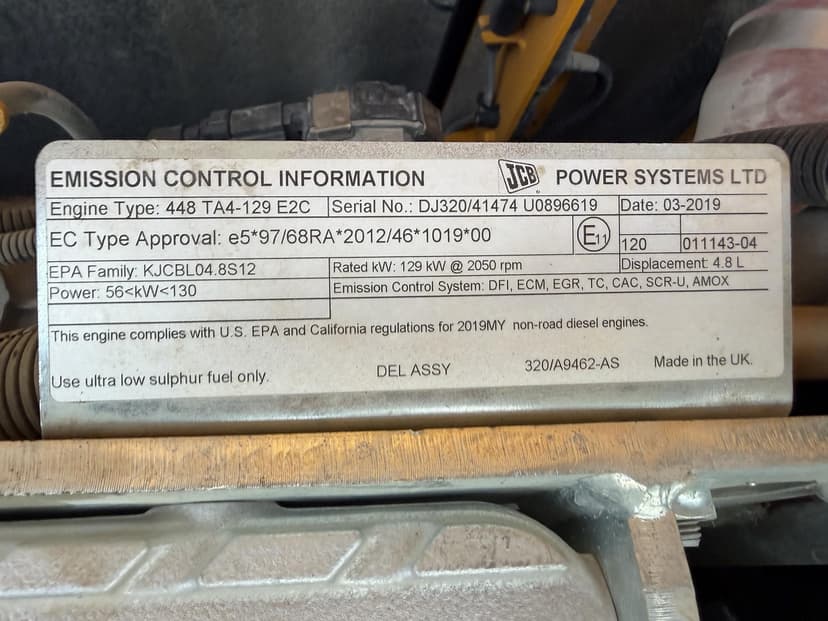 EMISSION CONTROL INFORMATION JCB POWER SYSTEMS LTD
Engine Type: 448 TA4-129 E2C Serial No.: DJ320/41474 U0896619 Date: 03-2019
EC Type Approval: e5*97/68RA*2012/46*1019*00 E11 120 011143-04
EPA Family: KJCBL04.8S12 Rated kW: 129 kW @ 2050 rpm Displacement: 4.8 L
Power: 56<kW<130 Emission Control System: DFI, ECM, EGR, TC, CAC, SCR-U, AMOX
This engine complies with U.S. EPA and California regulations for 2019MY non-road diesel engines.
Use ultra low sulphur fuel only. DEL ASSY 320/A9462-AS Made in the UK.